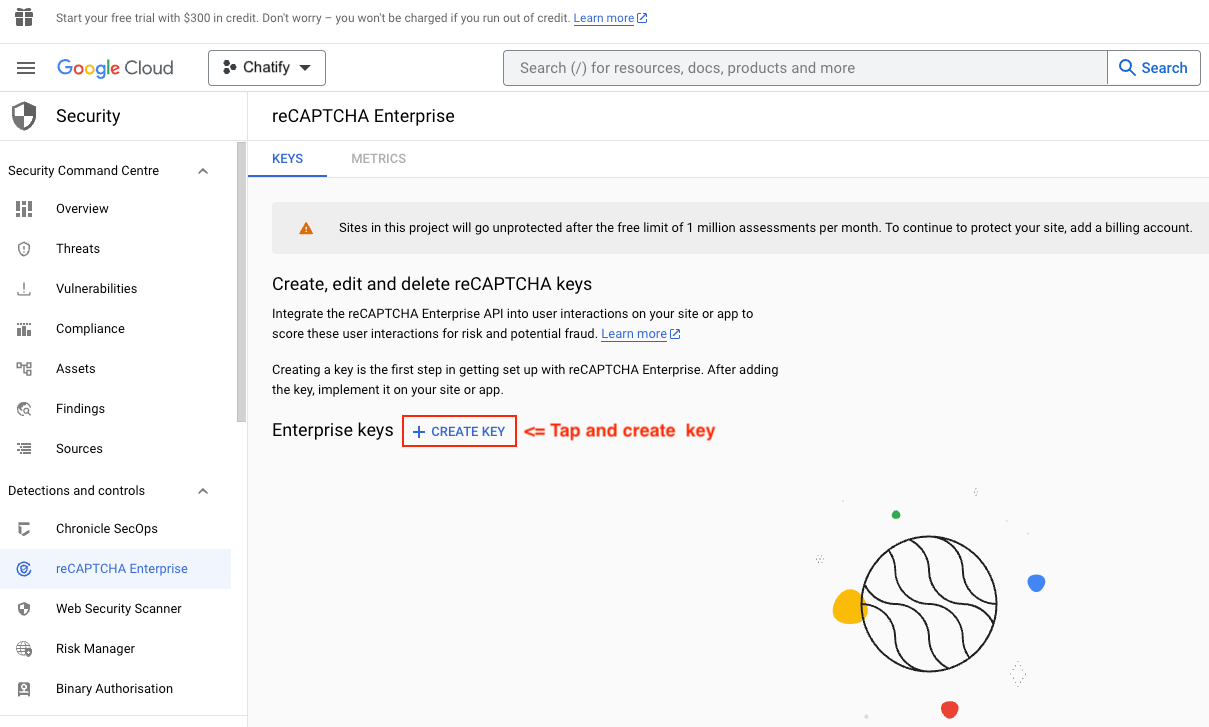 Start your free trial with $300 in credit. Don't worry – you won't be charged if you run out of credit. Learn more
Google Cloud
Chatify
Search (/) for resources, docs, products and more
Search
Security
reCAPTCHA Enterprise
KEYS
METRICS
Security Command Centre
Overview
Threats
Vulnerabilities
Compliance
Assets
Findings
Sources
Detections and controls
Chronicle SecOps
reCAPTCHA Enterprise
Web Security Scanner
Risk Manager
Binary Authorisation
Sites in this project will go unprotected after the free limit of 1 million assessments per month. To continue to protect your site, add a billing account.
Create, edit and delete reCAPTCHA keys
Integrate the reCAPTCHA Enterprise API into user interactions on your site or app to
score these user interactions for risk and potential fraud. Learn more
Creating a key is the first step in getting set up with reCAPTCHA Enterprise. After adding
the key, implement it on your site or app.
Enterprise keys + CREATE KEY <= Tap and create key